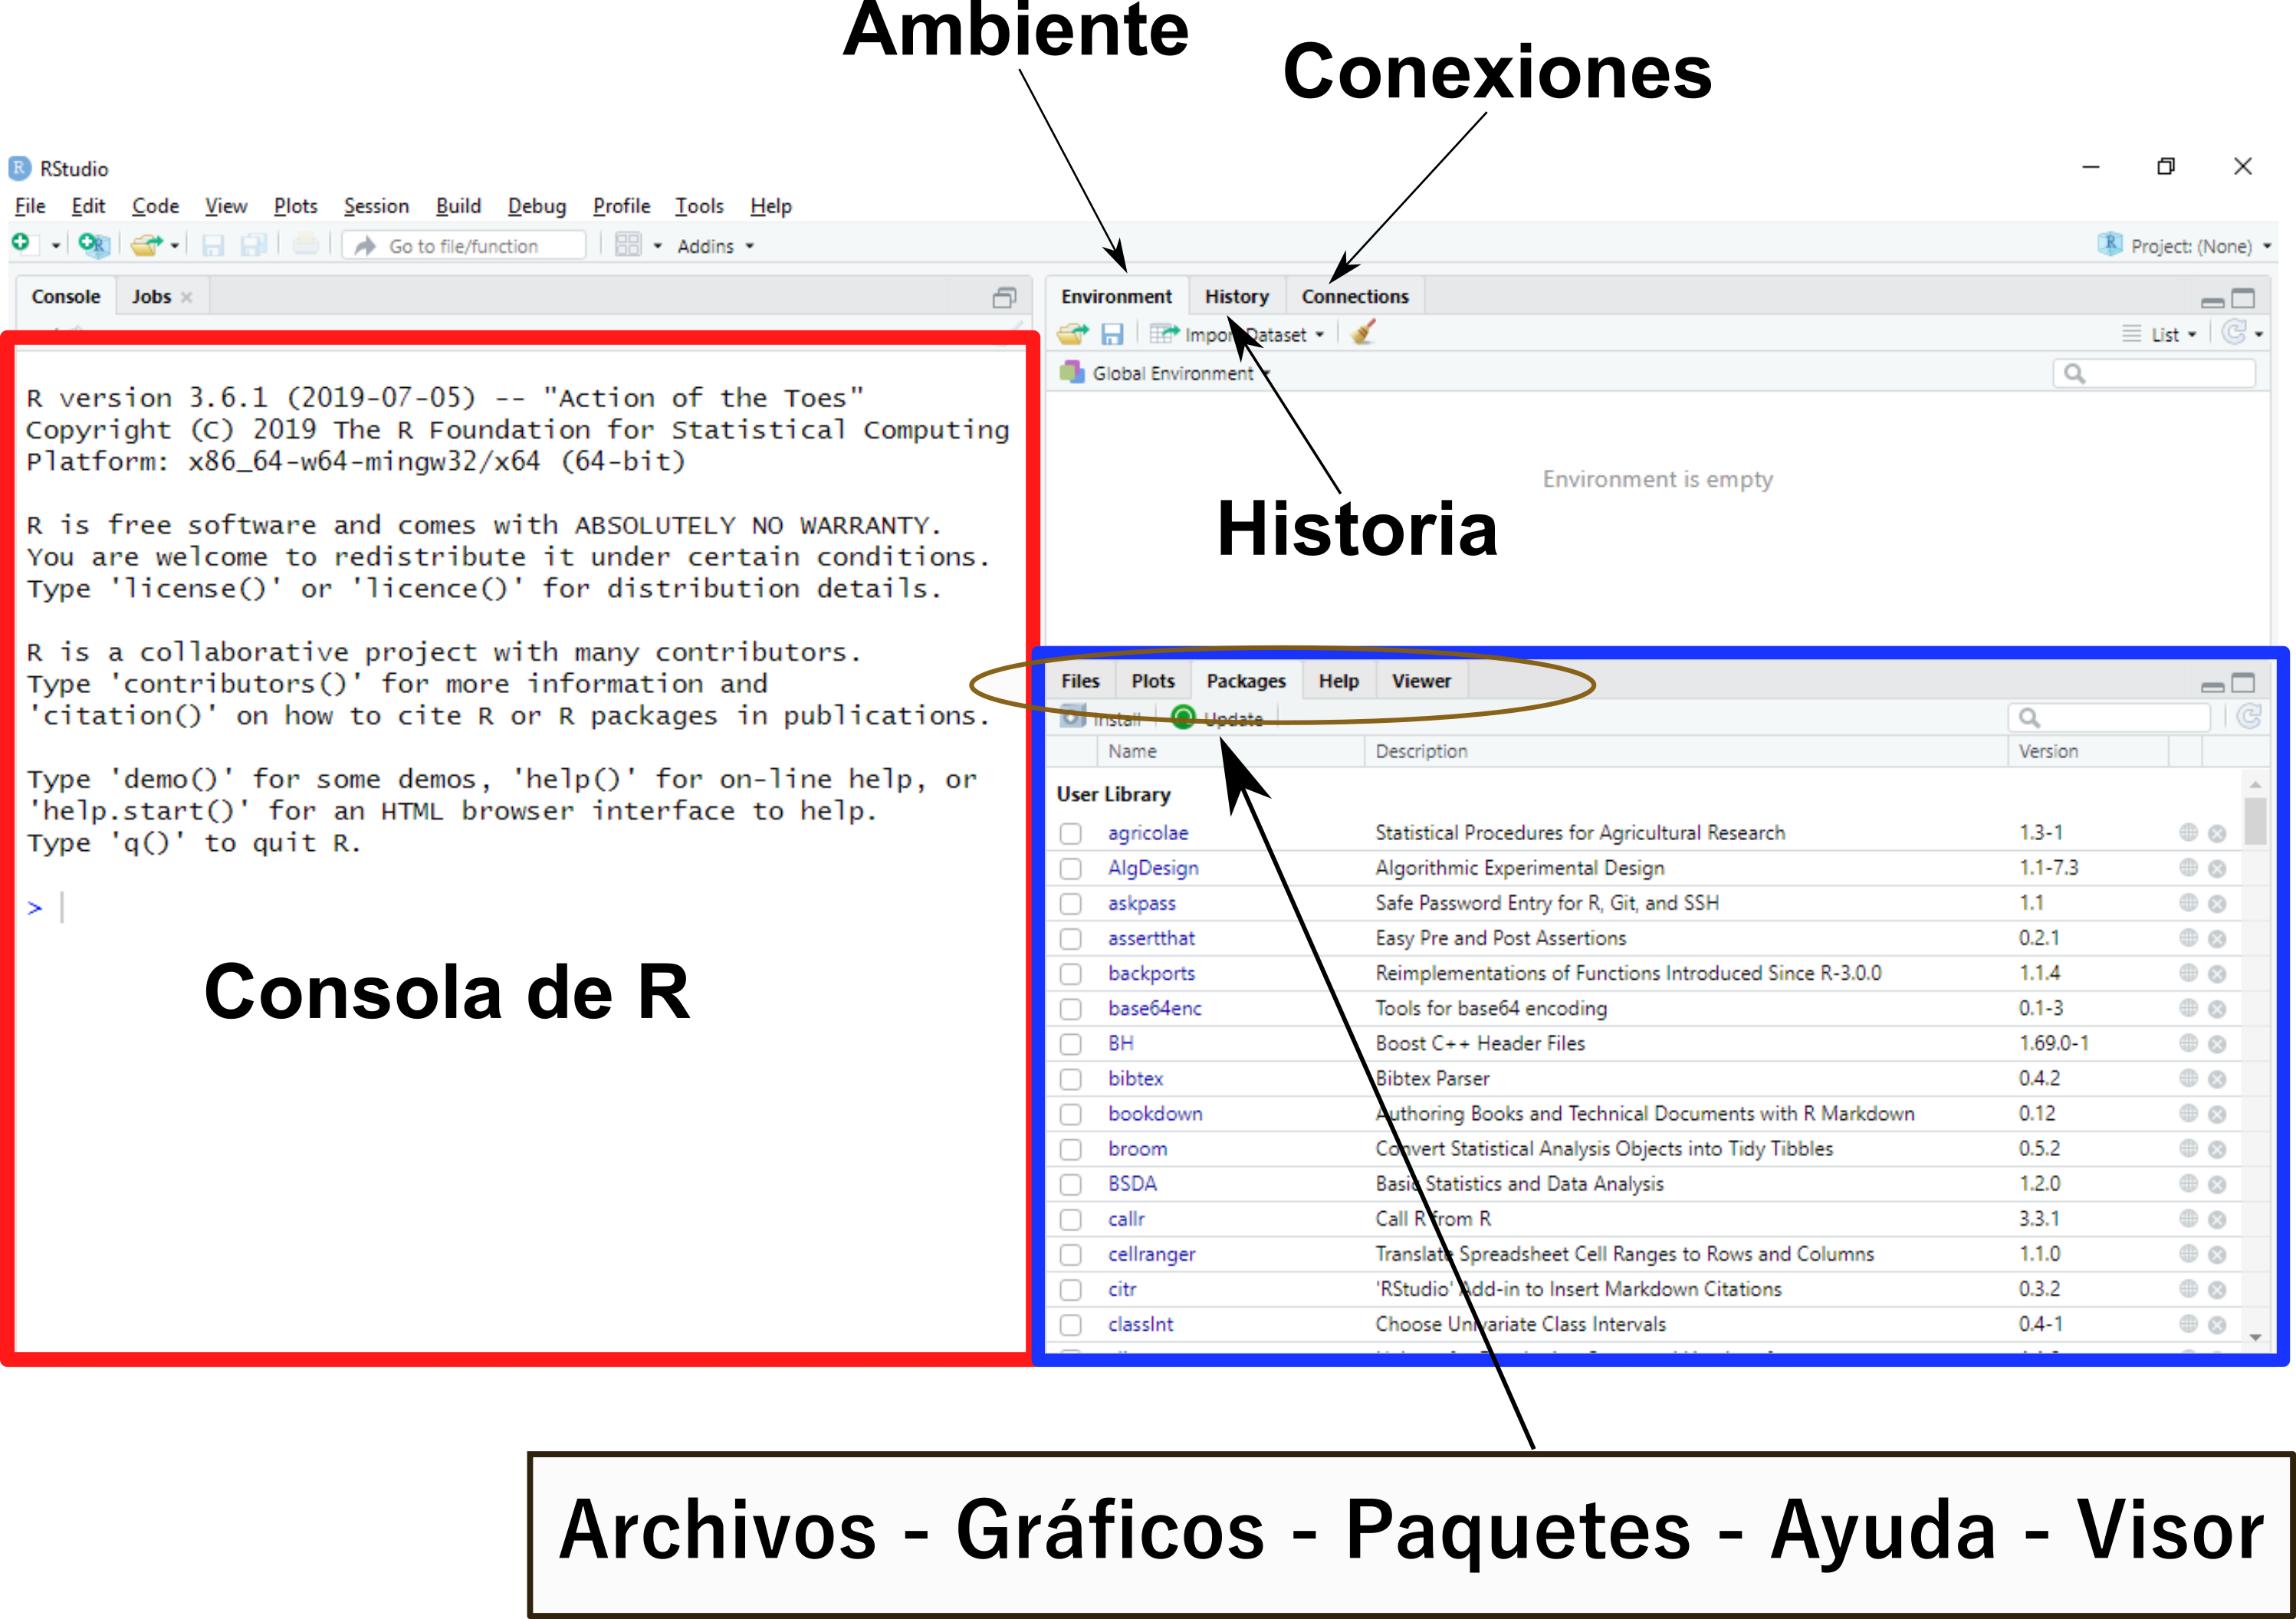 Ambiente
Conexiones
RStudio
File Edit Code View Plots Session Build Debug Profile Tools Help
Go to file/function Addins Project: (None)
Console Jobs
Environment History Connections
Import Dataset List
Global Environment
R version 3.6.1 (2019-07-05) -- "Action of the Toes"
Copyright (C) 2019 The R Foundation for Statistical Computing
Platform: x86_64-w64-mingw32/x64 (64-bit)
R is free software and comes with ABSOLUTELY NO WARRANTY.
You are welcome to redistribute it under certain conditions.
Type 'license()' or 'licence()' for distribution details.
R is a collaborative project with many contributors.
Type 'contributors()' for more information and
'citation()' on how to cite R or R packages in publications.
Type 'demo()' for some demos, 'help()' for on-line help, or
'help.start()' for an HTML browser interface to help.
Type 'q()' to quit R.
>
Consola de R
Environment is empty
Historia
Files Plots Packages Help Viewer
Install Update
Name Description Version
User Library
agricolae Statistical Procedures for Agricultural Research 1.3-1
AlgDesign Algorithmic Experimental Design 1.1-7.3
askpass Safe Password Entry for R, Git, and SSH 1.1
assertthat Easy Pre and Post Assertions 0.2.1
backports Reimplementations of Functions Introduced Since R-3.0.0 1.1.4
base64enc Tools for base64 encoding 0.1-3
BH Boost C++ Header Files 1.69.0-1
bibtex Bibtex Parser 0.4.2
bookdown Authoring Books and Technical Documents with R Markdown 0.12
broom Convert Statistical Analysis Objects into Tidy Tibbles 0.5.2
BSDA Basic Statistics and Data Analysis 1.2.0
callr Call R from R 3.3.1
cellranger Translate Spreadsheet Cell Ranges to Rows and Columns 1.1.0
citr 'RStudio' Add-in to Insert Markdown Citations 0.3.2
classInt Choose Univariate Class Intervals 0.4-1
Archivos - Gráficos - Paquetes - Ayuda - Visor